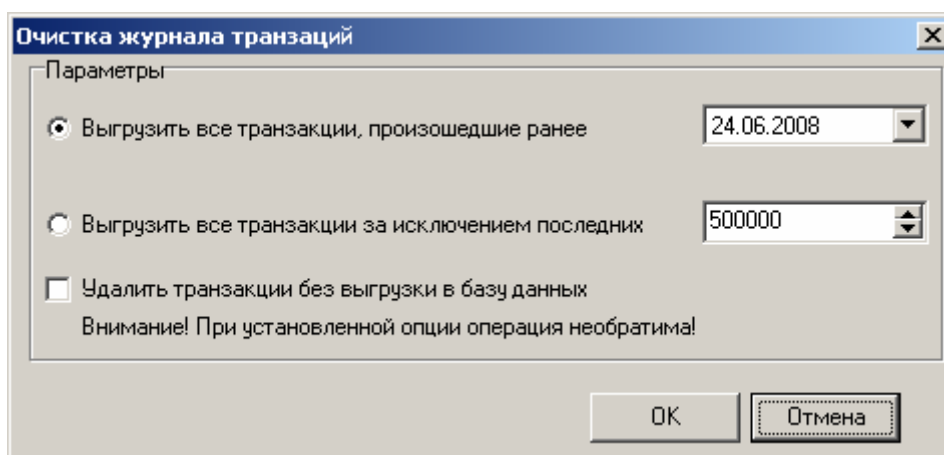 Очистка журнала транзаций
Параметры
Выгрузить все транзакции, произошедшие ранее 24.06.2008
Выгрузить все транзакции за исключением последних 500000
Удалить транзакции без выгрузки в базу данных
Внимание! При установленной опции операция необратима!
OK Отмена